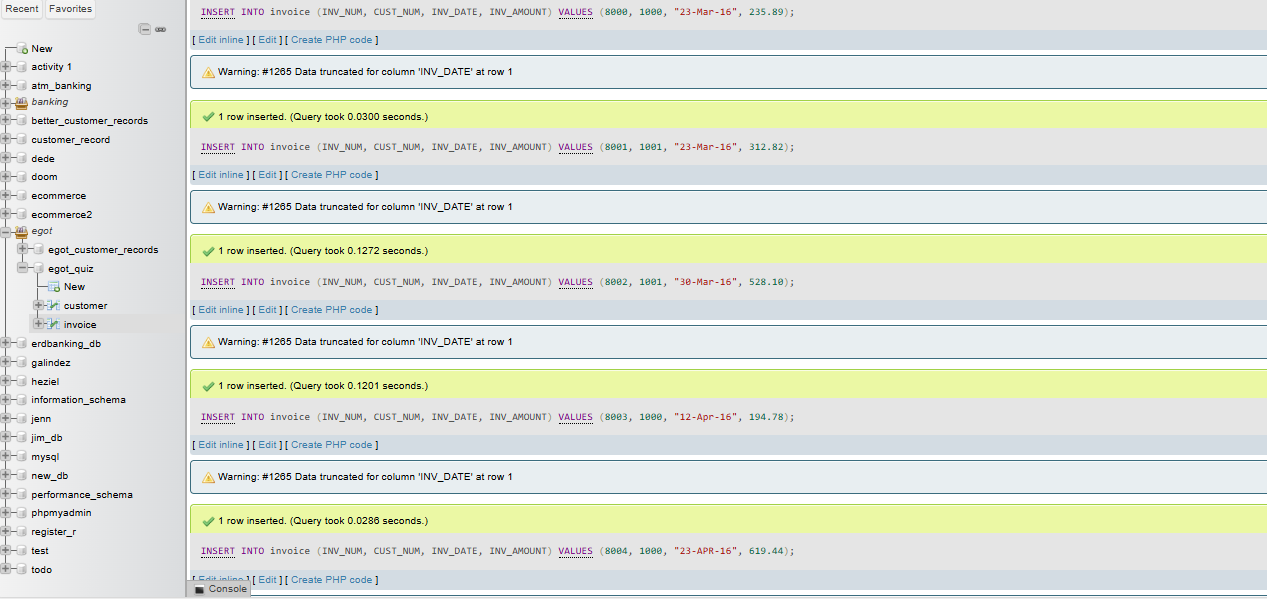 Recent Favorites
New
activity 1
atm_banking
banking
better_customer_records
customer_record
dede
doom
ecommerce
ecommerce2
egot
egot_customer_records
egot_quiz
New
customer
invoice
erdbanking_db
galindez
heziel
information_schema
jenn
jim_db
mysql
new_db
performance_schema
phpmyadmin
register_r
test
todo
INSERT INTO invoice (INV_NUM, CUST_NUM, INV_DATE, INV_AMOUNT) VALUES (8000, 1000, "23-Mar-16", 235.89);
[ Edit inline ] [ Edit ] [ Create PHP code ]
Warning: #1265 Data truncated for column 'INV_DATE' at row 1
1 row inserted. (Query took 0.0300 seconds.)
INSERT INTO invoice (INV_NUM, CUST_NUM, INV_DATE, INV_AMOUNT) VALUES (8001, 1001, "23-Mar-16", 312.82);
[ Edit inline ] [ Edit ] [ Create PHP code ]
Warning: #1265 Data truncated for column 'INV_DATE' at row 1
1 row inserted. (Query took 0.1272 seconds.)
INSERT INTO invoice (INV_NUM, CUST_NUM, INV_DATE, INV_AMOUNT) VALUES (8002, 1001, "30-Mar-16", 528.10);
[ Edit inline ] [ Edit ] [ Create PHP code ]
Warning: #1265 Data truncated for column 'INV_DATE' at row 1
1 row inserted. (Query took 0.1201 seconds.)
INSERT INTO invoice (INV_NUM, CUST_NUM, INV_DATE, INV_AMOUNT) VALUES (8003, 1000, "12-Apr-16", 194.78);
[ Edit inline ] [ Edit ] [ Create PHP code ]
Warning: #1265 Data truncated for column 'INV_DATE' at row 1
1 row inserted. (Query took 0.0286 seconds.)
INSERT INTO invoice (INV_NUM, CUST_NUM, INV_DATE, INV_AMOUNT) VALUES (8004, 1000, "23-APR-16", 619.44);
[ Edit inline ] [ Edit ] [ Create PHP code ]
Console